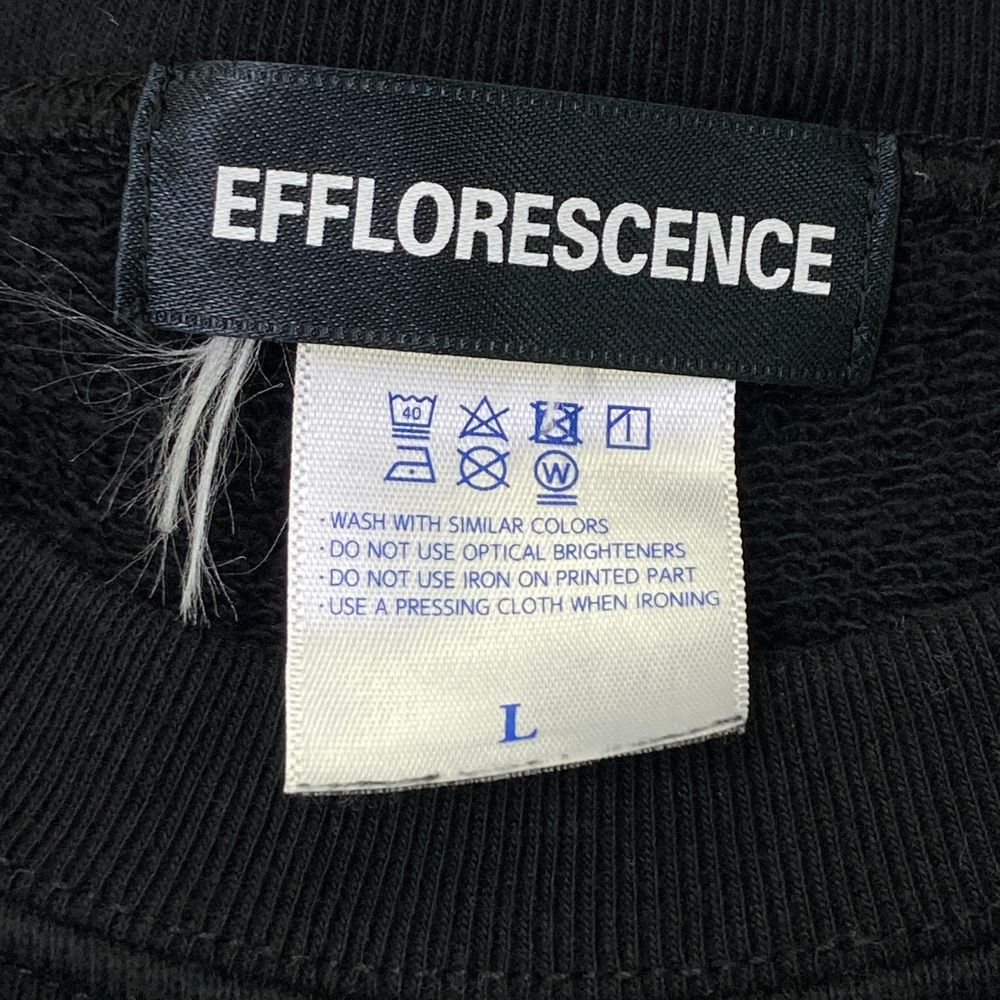 EFFLORESCENCE
40
W
· WASH WITH SIMILAR COLORS
· DO NOT USE OPTICAL BRIGHTENERS
· DO NOT USE IRON ON PRINTED PART
· USE A PRESSING CLOTH WHEN IRONING
L